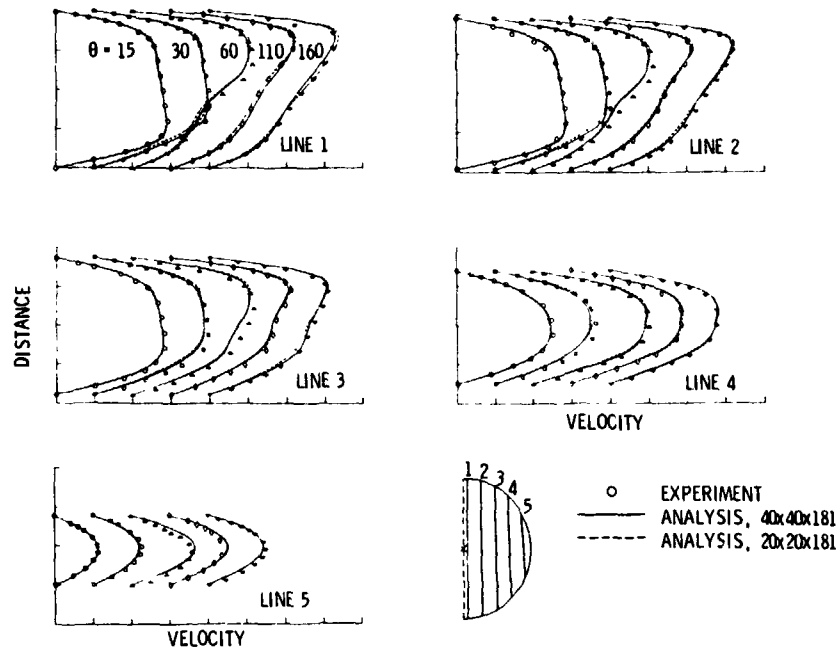 θ = 15 30 60 110 160
LINE 1
LINE 2
DISTANCE
LINE 3
LINE 4
VELOCITY
LINE 5
VELOCITY
1 2 3 4 5
EXPERIMENT
ANALYSIS, 40x40x181
ANALYSIS, 20x20x181